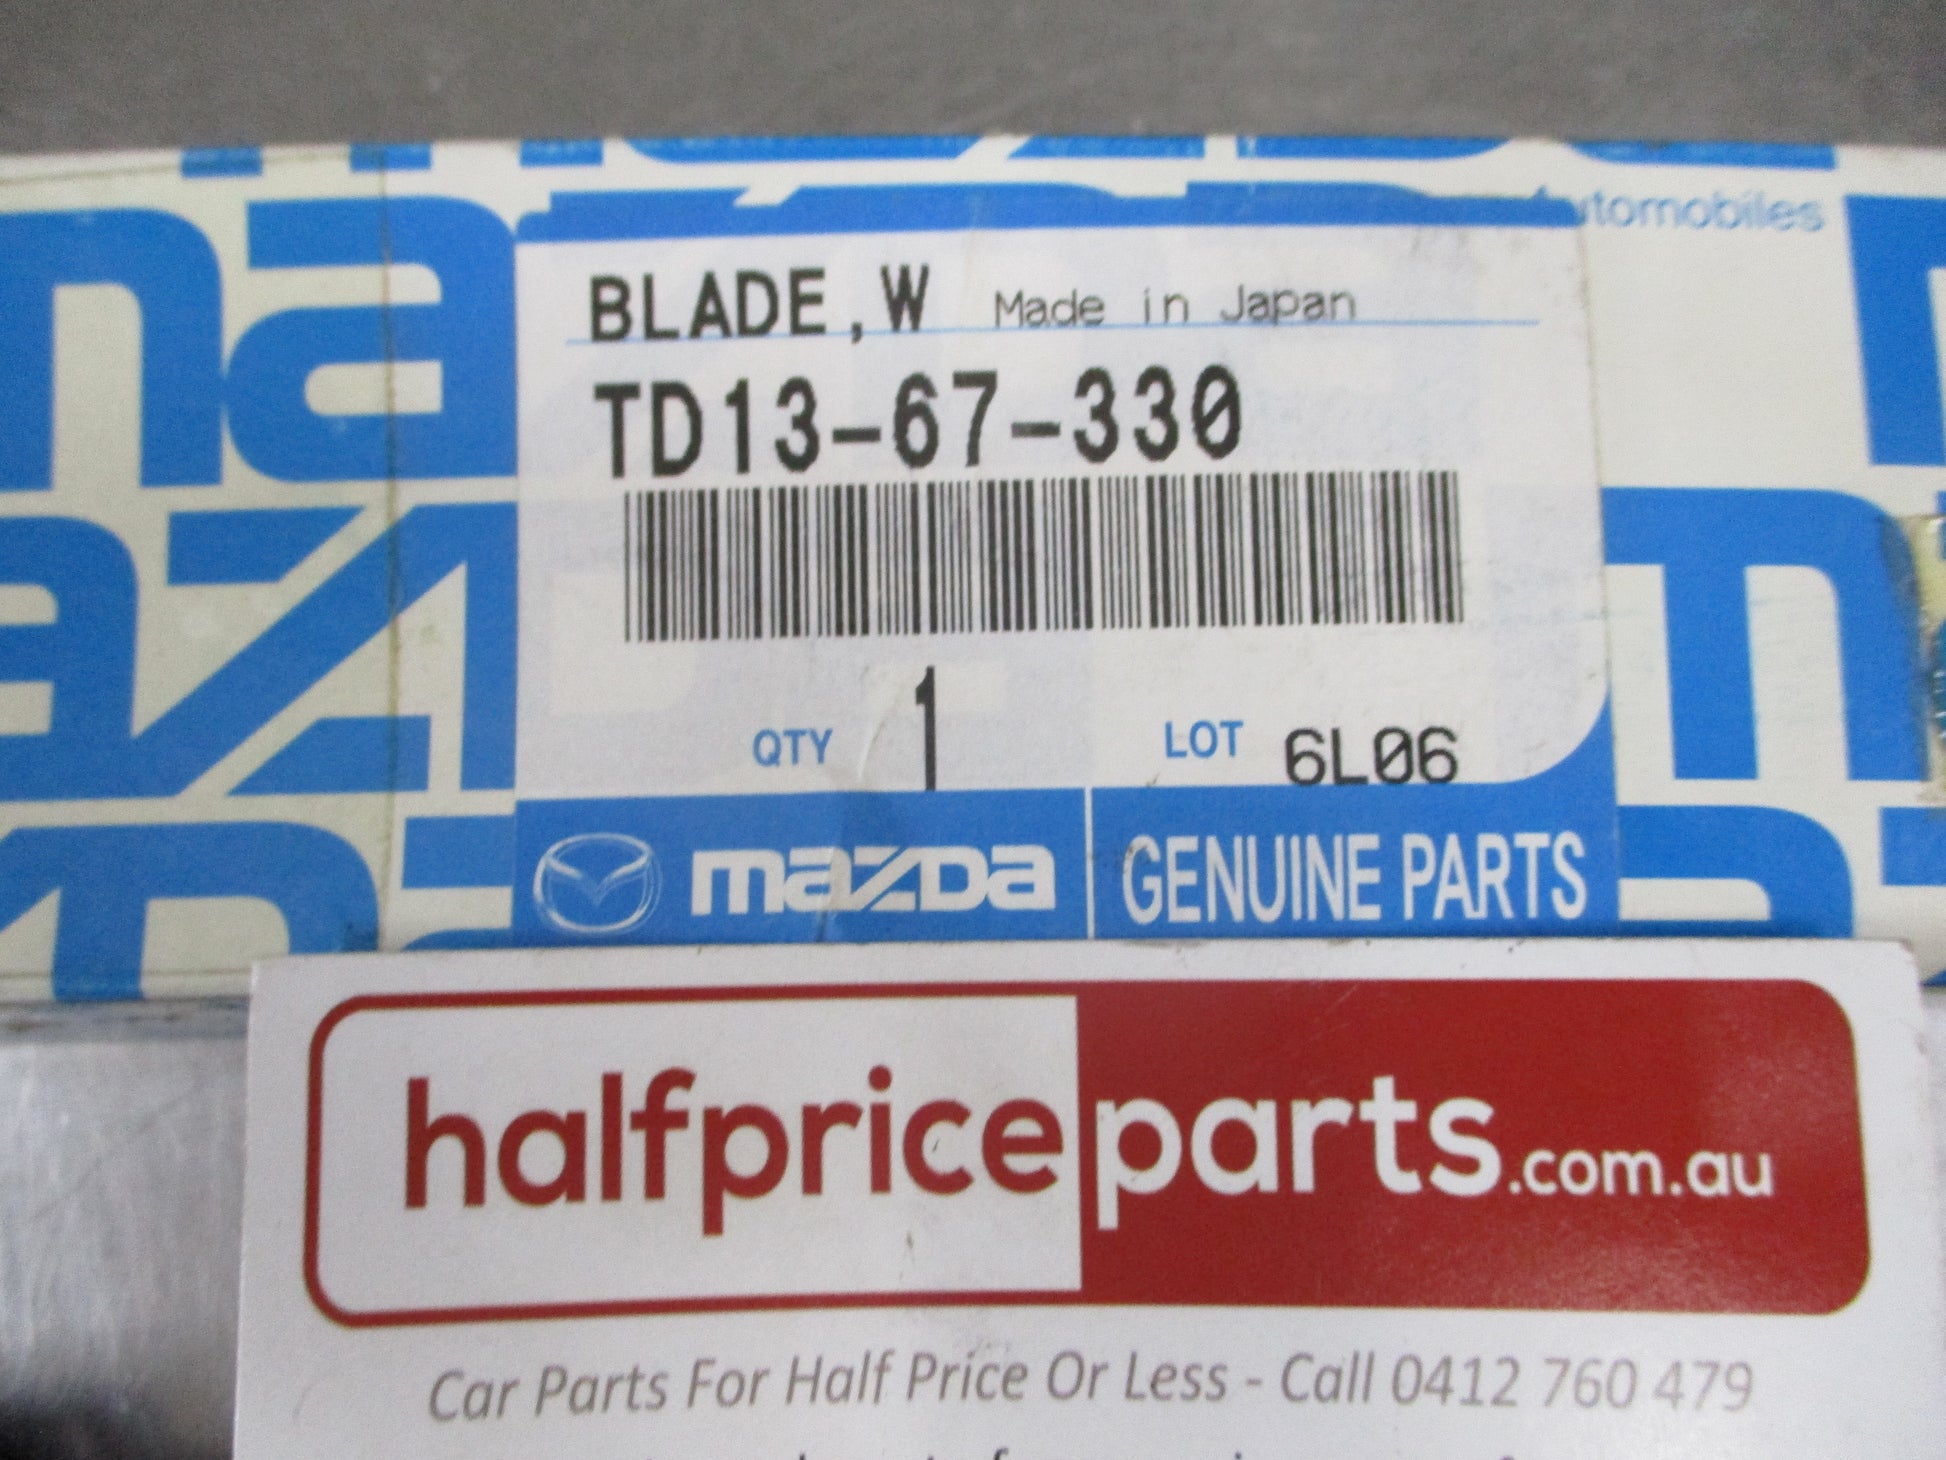 Automobiles
BLADE,W Made in Japan
TD13-67-330
QTY 1 LOT 6L06
mazda GENUINE PARTS
halfpriceparts.com.au
Car Parts For Half Price Or Less - Call 0412 760 479